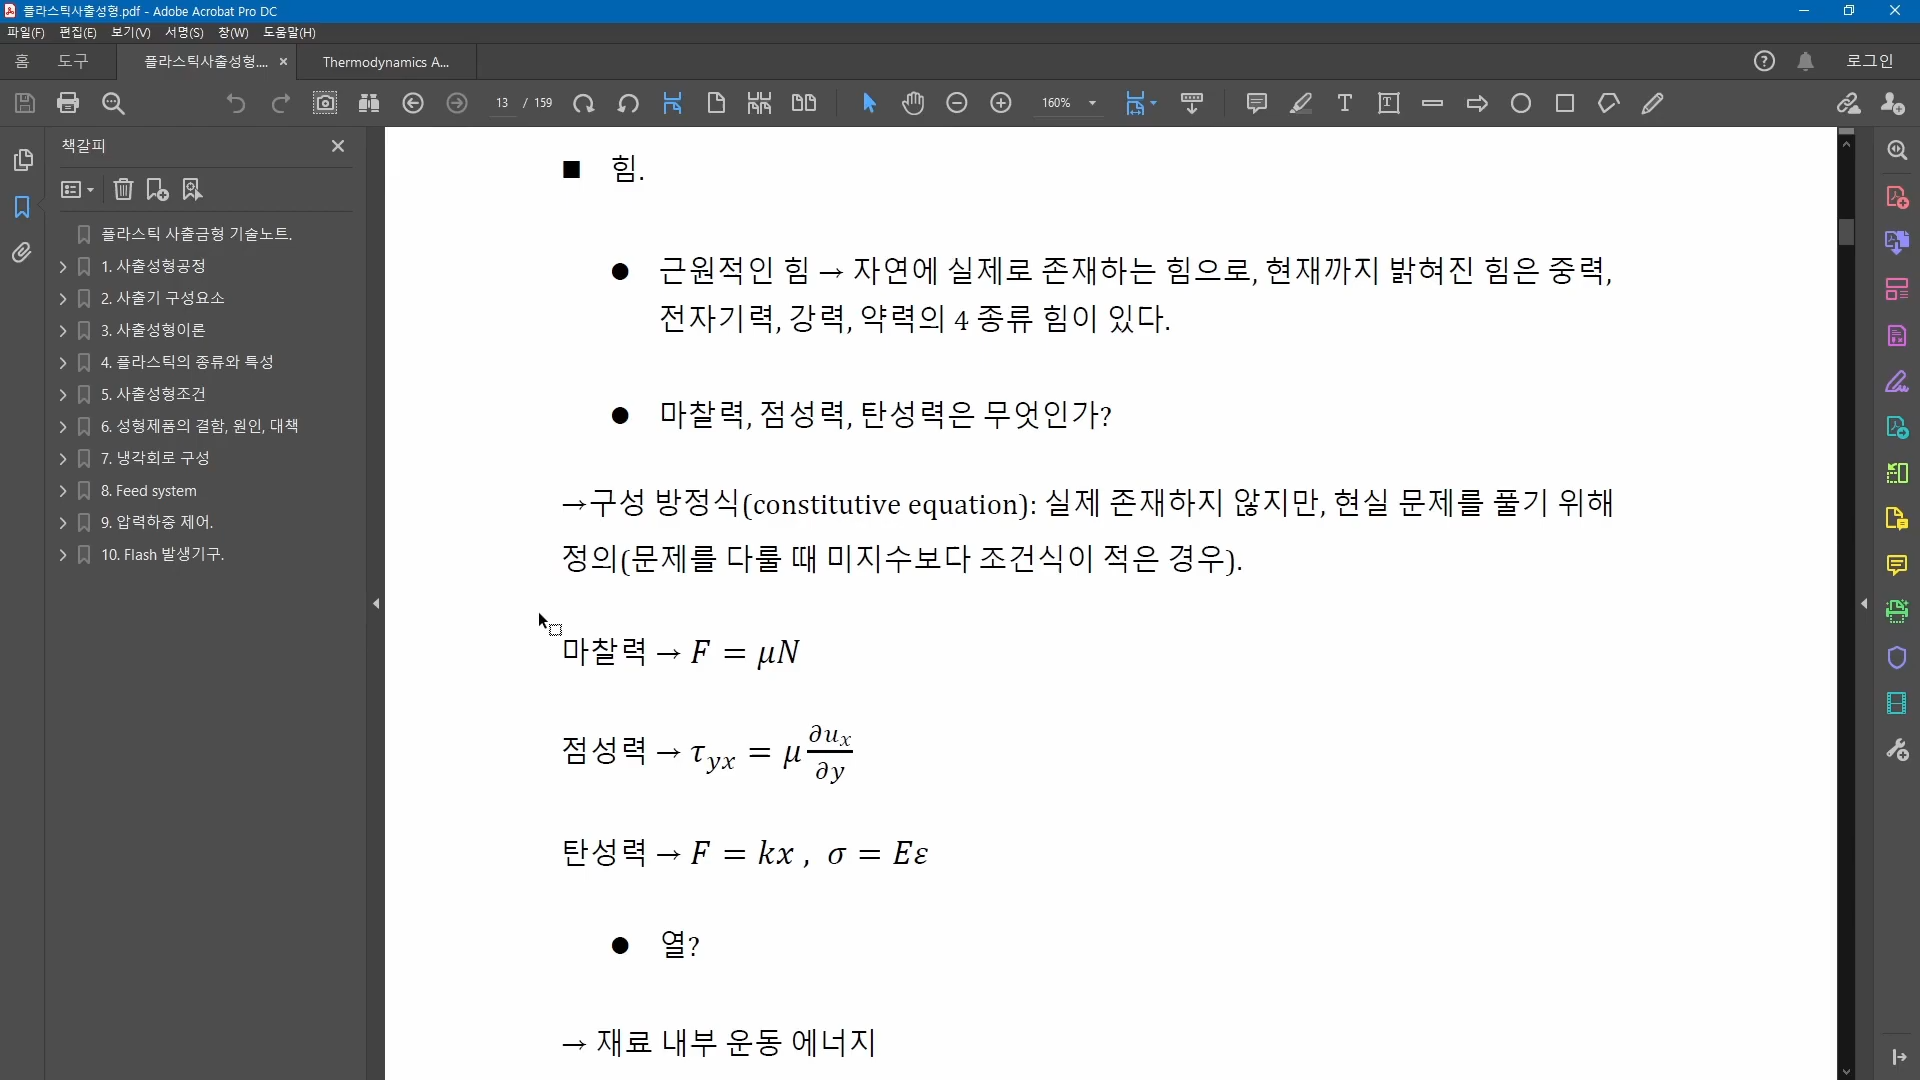 플라스틱사출성형.pdf - Adobe Acrobat Pro DC
파일(F) 편집(E) 보기(V) 서명(S) 창(W) 도움말(H)
홈 도구 플라스틱사출성형.... × Thermodynamics A... 로그인
13 / 159 160%
책갈피
플라스틱 사출금형 기술노트.
1. 사출성형공정
2. 사출기 구성요소
3. 사출성형이론
4. 플라스틱의 종류와 특성
5. 사출성형조건
6. 성형제품의 결함, 원인, 대책
7. 냉각회로 구성
8. Feed system
9. 압력하중 제어.
10. Flash 발생기구.
■ 힘.
● 근원적인 힘 → 자연에 실제로 존재하는 힘으로, 현재까지 밝혀진 힘은 중력,
전자기력, 강력, 약력의 4 종류 힘이 있다.
● 마찰력, 점성력, 탄성력은 무엇인가?
→구성 방정식(constitutive equation): 실제 존재하지 않지만, 현실 문제를 풀기 위해
정의(문제를 다룰 때 미지수보다 조건식이 적은 경우).
마찰력 → F = μN
점성력 → τyx = μ ∂ux/∂y
탄성력 → F = kx , σ = Eε
● 열?
→ 재료 내부 운동 에너지